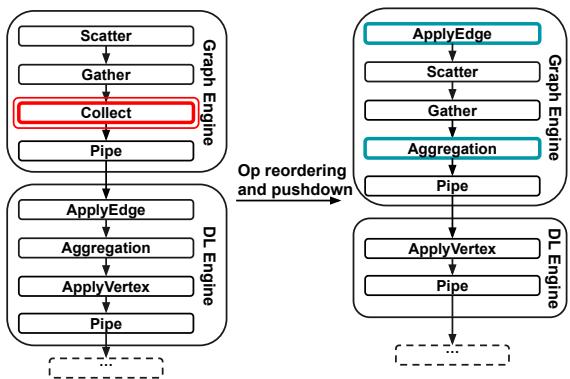 Scatter
Gather
Collect
Pipe
Graph Engine
ApplyEdge
Aggregation
ApplyVertex
Pipe
DL Engine
...
Op reordering
and pushdown
ApplyEdge
Scatter
Gather
Aggregation
Pipe
Graph Engine
ApplyVertex
Pipe
DL Engine
...